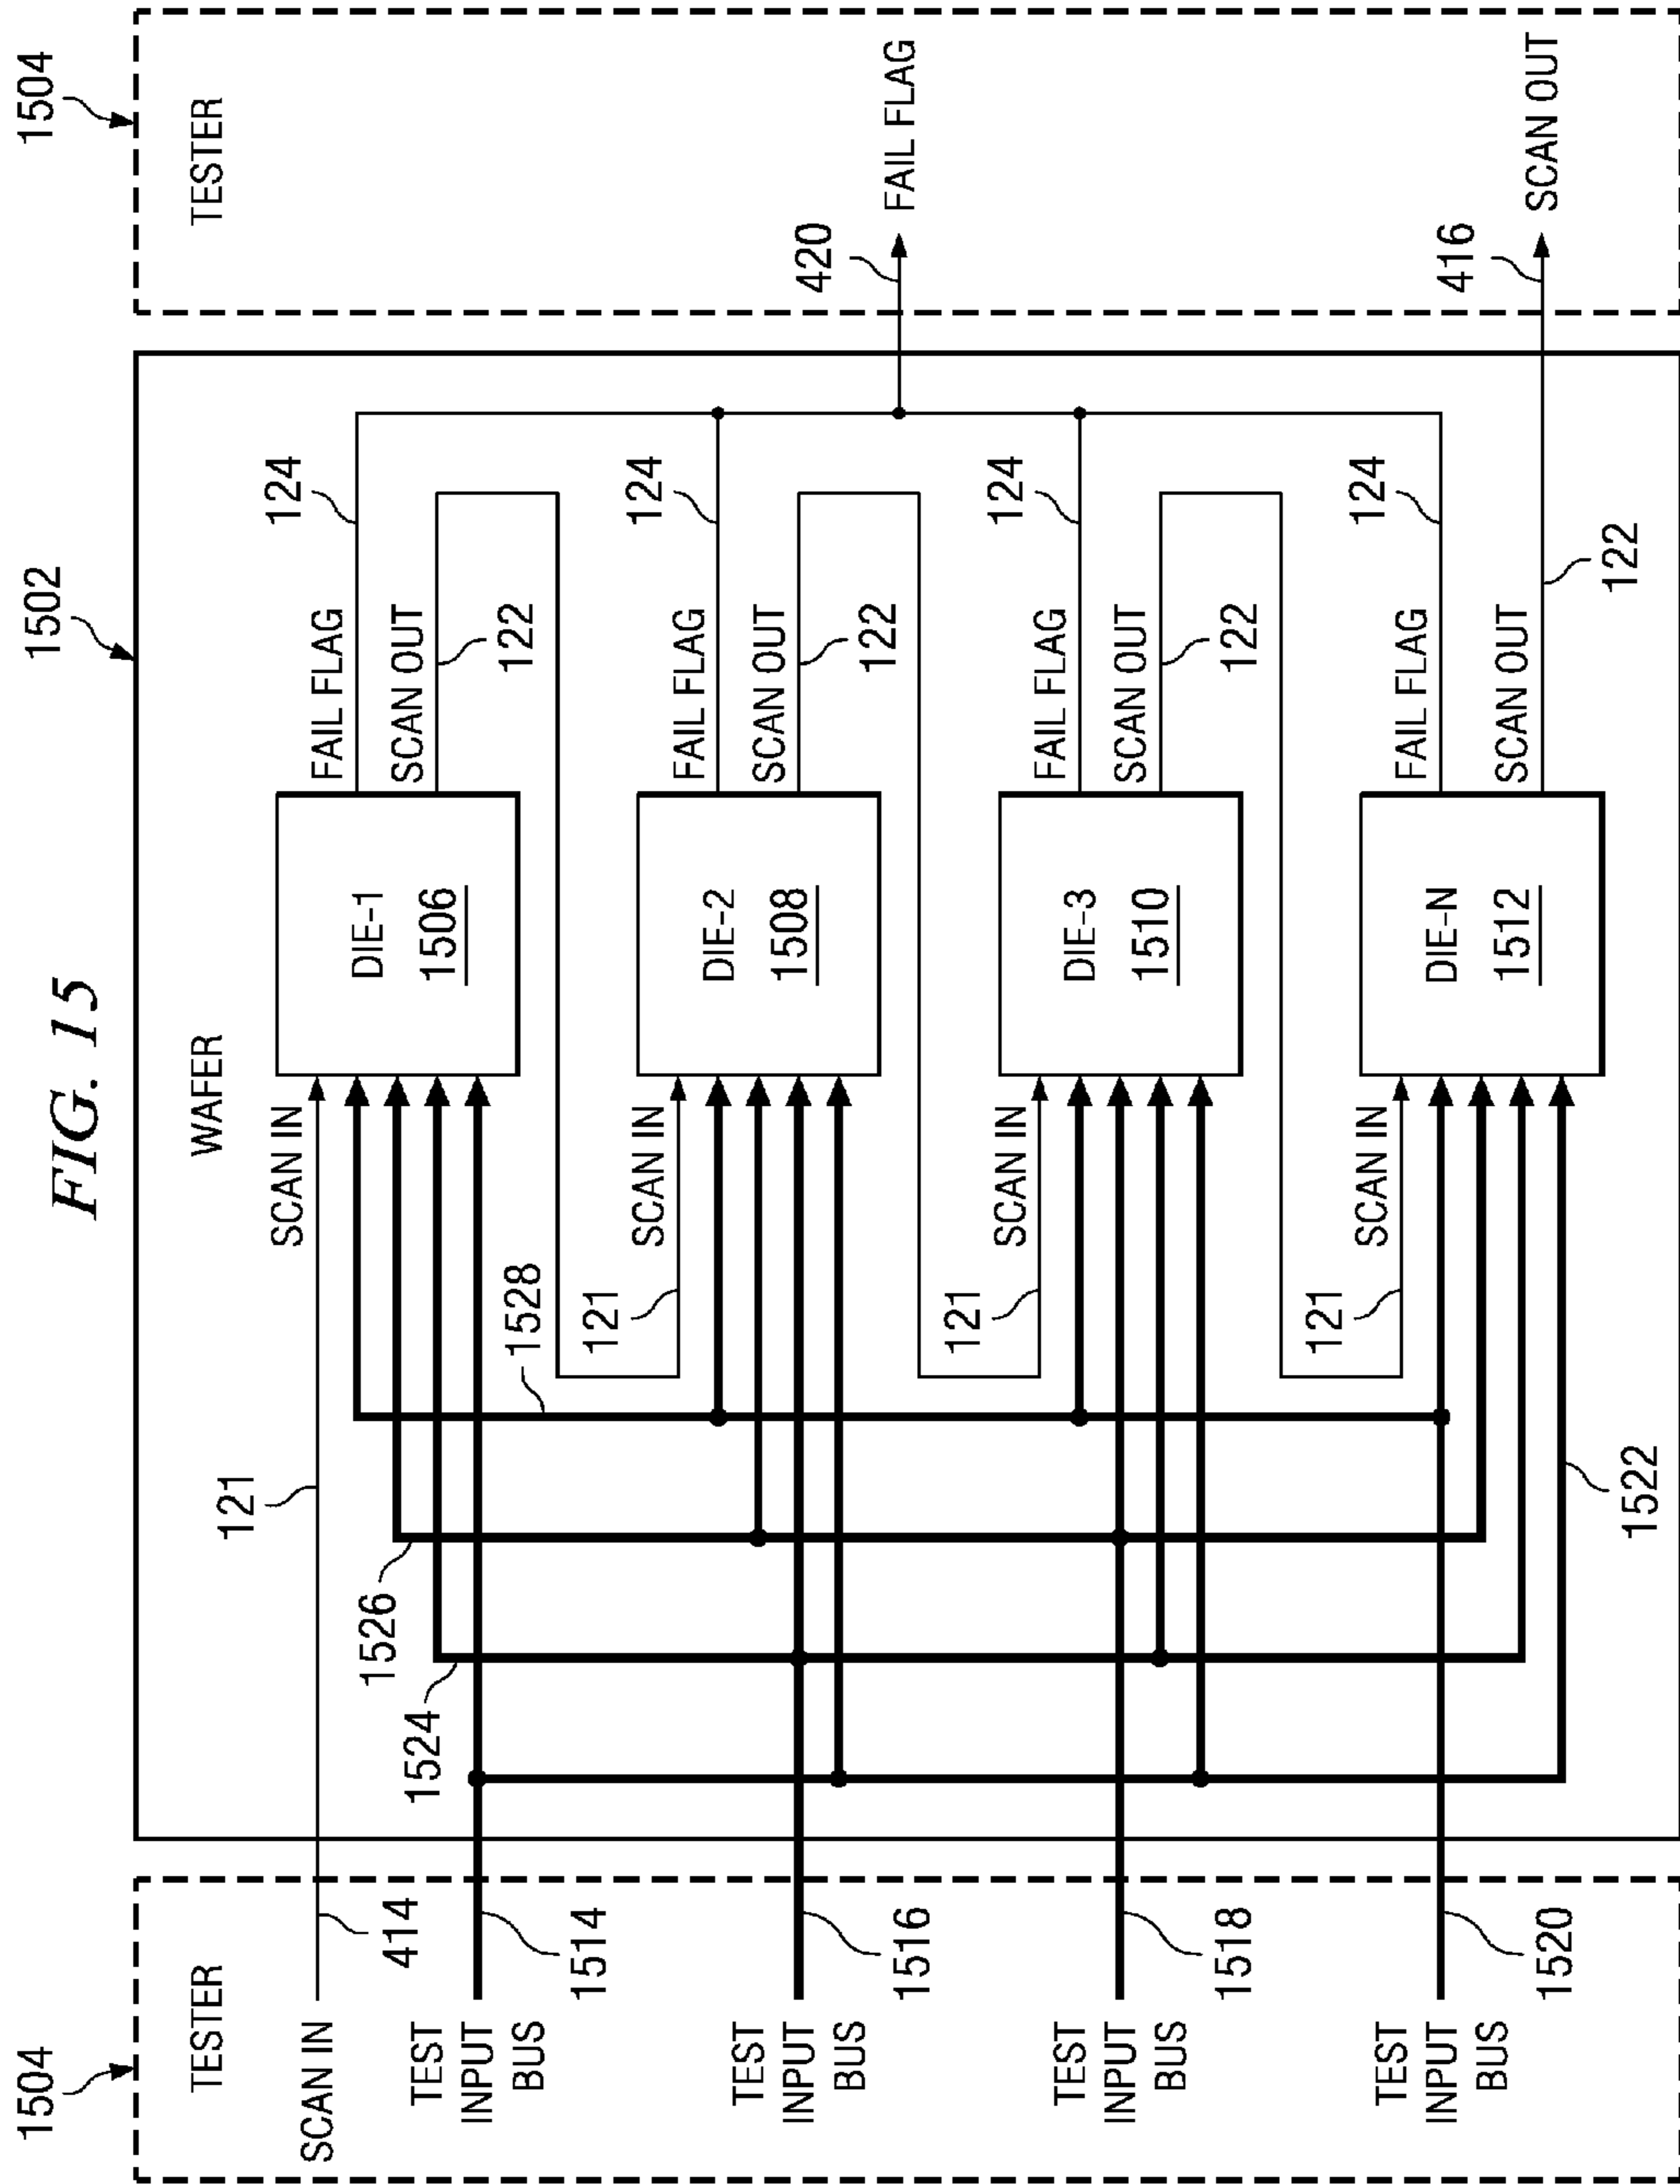 FIG. 15
1504
1502
1504
TESTER
WAFER
TESTER
SCAN IN
414
121
SCAN IN
DIE-1
1506
FAIL FLAG
124
SCAN OUT
122
TEST
INPUT
BUS
1514
1524
1526
1528
121
SCAN IN
DIE-2
1508
FAIL FLAG
124
SCAN OUT
122
TEST
INPUT
BUS
1516
420
FAIL FLAG
121
SCAN IN
DIE-3
1510
FAIL FLAG
124
SCAN OUT
122
TEST
INPUT
BUS
1518
121
SCAN IN
DIE-N
1512
FAIL FLAG
124
SCAN OUT
122
TEST
INPUT
BUS
1520
1522
416
SCAN OUT